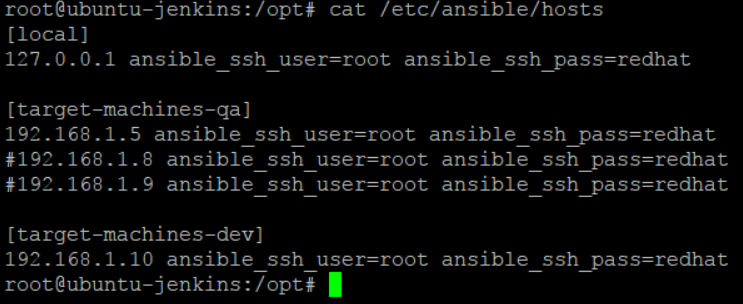 root@ubuntu-jenkins:/opt# cat /etc/ansible/hosts
[local]
127.0.0.1 ansible_ssh_user=root ansible_ssh_pass=redhat
[target-machines-qa]
192.168.1.5 ansible_ssh_user=root ansible_ssh_pass=redhat
#192.168.1.8 ansible_ssh_user=root ansible_ssh_pass=redhat
#192.168.1.9 ansible_ssh_user=root ansible_ssh_pass=redhat
[target-machines-dev]
192.168.1.10 ansible_ssh_user=root ansible_ssh_pass=redhat
root@ubuntu-jenkins:/opt#